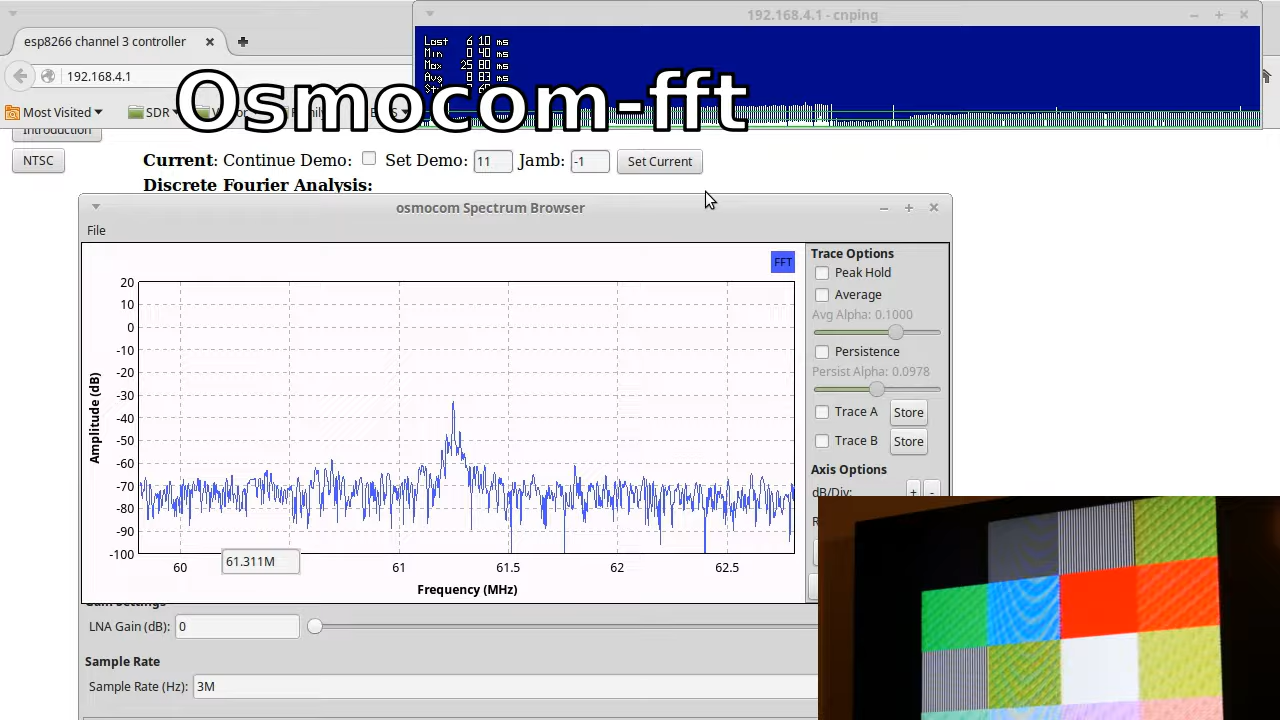 192.168.4.1 - cnping
esp8266 channel 3 controller
Last 6 10 ms
Min 0 40 ms
Max 25 80 ms
Avg 8 83 ms
192.168.4.1
Osmocom-fft
Most Visited
SDR
Introduction
NTSC
Current: Continue Demo: Set Demo: 11 Jamb: -1 Set Current
Discrete Fourier Analysis:
osmocom Spectrum Browser
File
FFT
20
10
0
-10
-20
-30
-40
-50
-60
-70
-80
-90
-100
Amplitude (dB)
60 61 61.5 62 62.5
61.311M
Frequency (MHz)
Trace Options
Peak Hold
Average
Avg Alpha: 0.1000
Persistence
Persist Alpha: 0.0978
Trace A Store
Trace B Store
Axis Options
dB/Div: + -
Gain Settings
LNA Gain (dB): 0
Sample Rate
Sample Rate (Hz): 3M